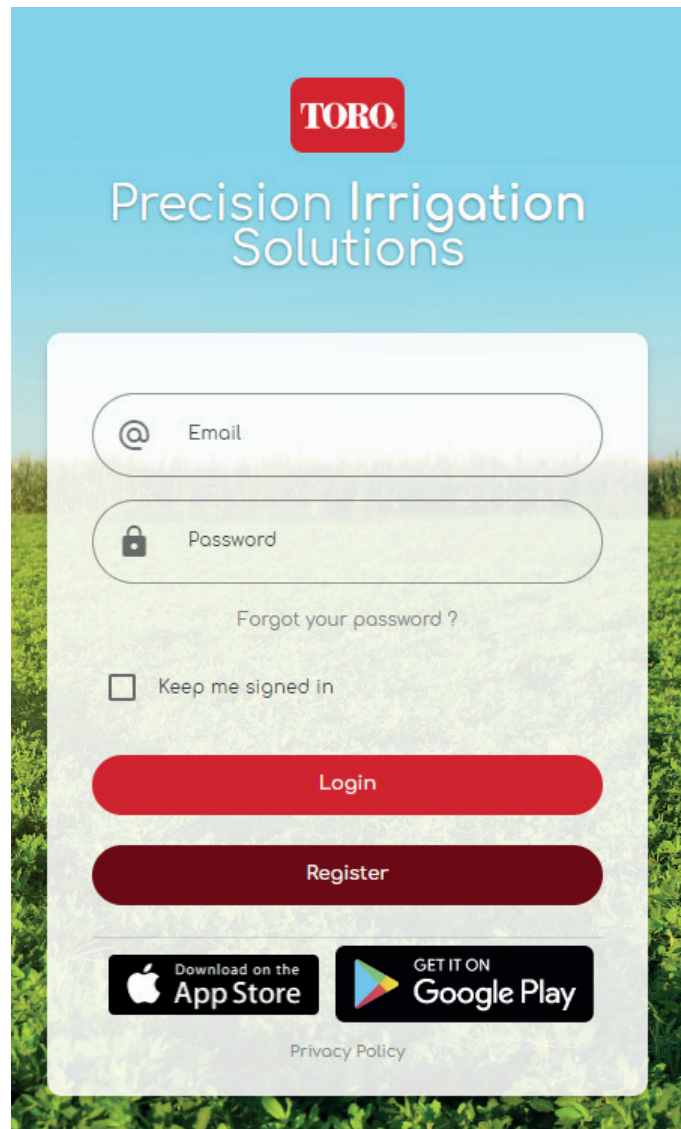 TORO®
Precision Irrigation
Solutions
@ Email
Password
Forgot your password ?
Keep me signed in
Login
Register
Download on the
App Store
GET IT ON
Google Play
Privacy Policy